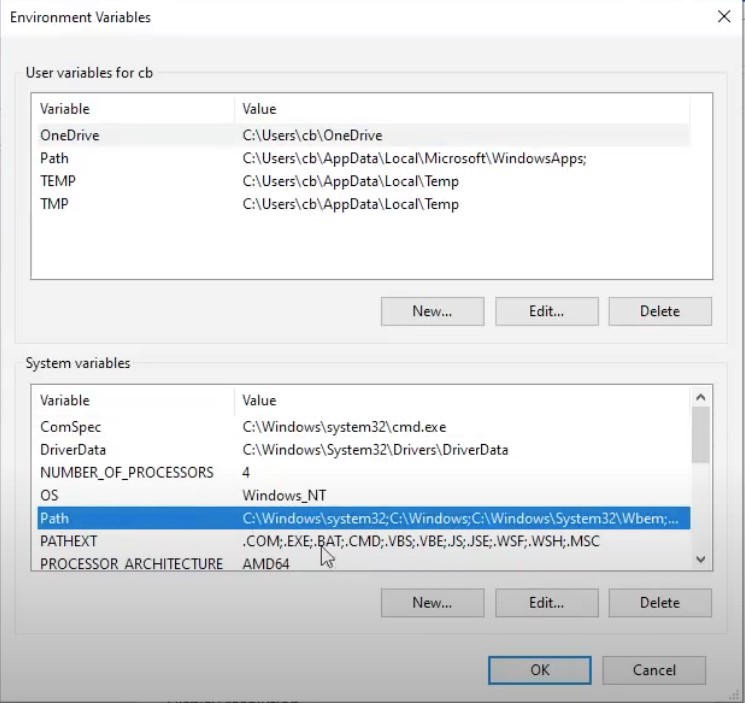 Environment Variables
User variables for cb
Variable Value
OneDrive C:\Users\cb\OneDrive
Path C:\Users\cb\AppData\Local\Microsoft\WindowsApps;
TEMP C:\Users\cb\AppData\Local\Temp
TMP C:\Users\cb\AppData\Local\Temp
New... Edit... Delete
System variables
Variable Value
ComSpec C:\Windows\system32\cmd.exe
DriverData C:\Windows\System32\Drivers\DriverData
NUMBER_OF_PROCESSORS 4
OS Windows_NT
Path C:\Windows\system32;C:\Windows;C:\Windows\System32\Wbem;...
PATHEXT .COM;.EXE;.BAT;.CMD;.VBS;.VBE;.JS;.JSE;.WSF;.WSH;.MSC
PROCESSOR_ARCHITECTURE AMD64
New... Edit... Delete
OK Cancel